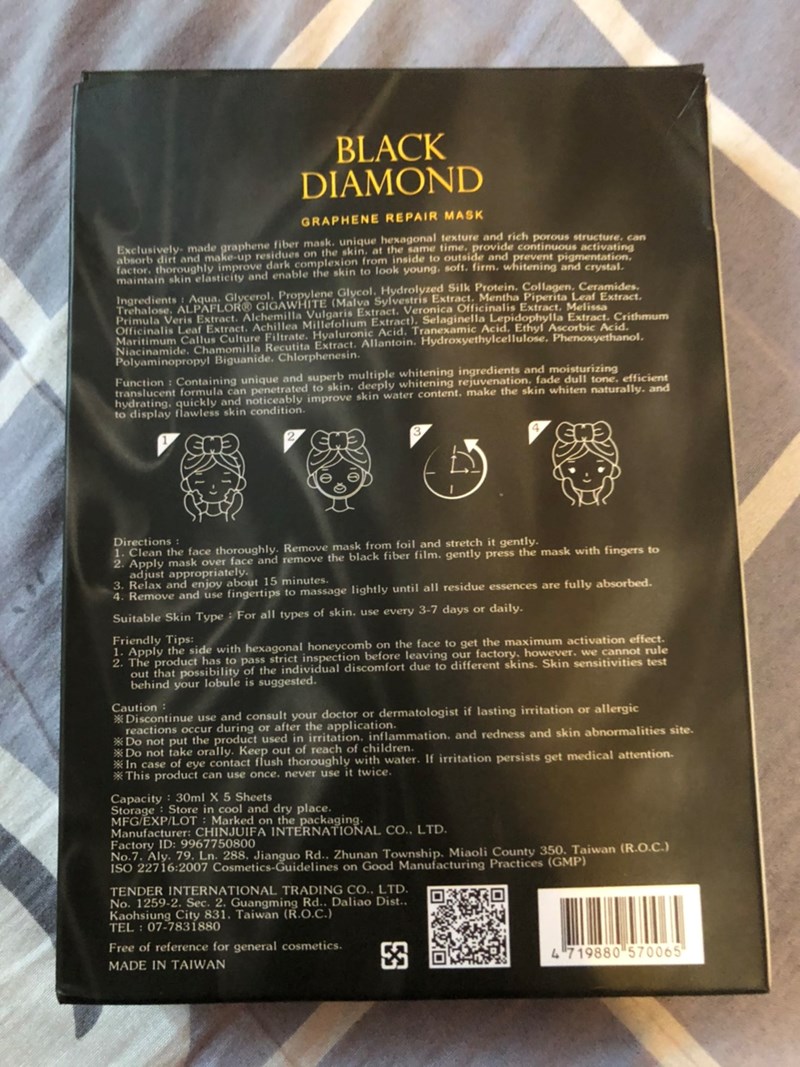 BLACK
DIAMOND
GRAPHENE REPAIR MASK
Exclusively- made graphene fiber mask, unique hexagonal texture and rich porous structure, can
absorb dirt and make-up residues on the skin, at the same time, provide continuous activating
factor, thoroughly improve dark complexion from inside to outside and prevent pigmentation,
maintain skin elasticity and enable the skin to look young, soft, firm, whitening and crystal.
Ingredients : Aqua, Glycerol, Propylene Glycol, Hydrolyzed Silk Protein, Collagen, Ceramides,
Trehalose, ALPAFLOR® GIGAWHITE (Malva Sylvestris Extract, Mentha Piperita Leaf Extract,
Primula Veris Extract, Alchemilla Vulgaris Extract, Veronica Officinalis Extract, Melissa
Officinalis Leaf Extract, Achillea Millefolium Extract), Selaginella Lepidophylla Extract, Crithmum
Maritimum Callus Culture Filtrate, Hyaluronic Acid, Tranexamic Acid, Ethyl Ascorbic Acid,
Niacinamide, Chamomilla Recutita Extract, Allantoin, Hydroxyethylcellulose, Phenoxyethanol,
Polyaminopropyl Biguanide, Chlorphenesin.
Function : Containing unique and superb multiple whitening ingredients and moisturizing
translucent formula can penetrated to skin, deeply whitening rejuvenation, fade dull tone, efficient
hydrating, quickly and noticeably improve skin water content, make the skin whiten naturally, and
to display flawless skin condition.
1 2 3 4
Directions :
1. Clean the face thoroughly. Remove mask from foil and stretch it gently.
2. Apply mask over face and remove the black fiber film, gently press the mask with fingers to
adjust appropriately.
3. Relax and enjoy about 15 minutes.
4. Remove and use fingertips to massage lightly until all residue essences are fully absorbed.
Suitable Skin Type : For all types of skin, use every 3-7 days or daily.
Friendly Tips:
1. Apply the side with hexagonal honeycomb on the face to get the maximum activation effect.
2. The product has to pass strict inspection before leaving our factory, however, we cannot rule
out that possibility of the individual discomfort due to different skins. Skin sensitivities test
behind your lobule is suggested.
Caution :
※Discontinue use and consult your doctor or dermatologist if lasting irritation or allergic
reactions occur during or after the application.
※Do not put the product used in irritation, inflammation, and redness and skin abnormalities site.
※Do not take orally. Keep out of reach of children.
※In case of eye contact flush thoroughly with water. If irritation persists get medical attention.
※This product can use once, never use it twice.
Capacity : 30ml X 5 Sheets
Storage : Store in cool and dry place.
MFG/EXP/LOT : Marked on the packaging.
Manufacturer: CHINJUIFA INTERNATIONAL CO., LTD.
Factory ID: 9967750800
No.7, Aly. 79, Ln. 288, Jianguo Rd., Zhunan Township, Miaoli County 350, Taiwan (R.O.C.)
ISO 22716:2007 Cosmetics-Guidelines on Good Manufacturing Practices (GMP)
TENDER INTERNATIONAL TRADING CO., LTD.
No. 1259-2, Sec. 2, Guangming Rd., Daliao Dist.,
Kaohsiung City 831, Taiwan (R.O.C.)
TEL : 07-7831880
Free of reference for general cosmetics.
MADE IN TAIWAN
4 719880 570065